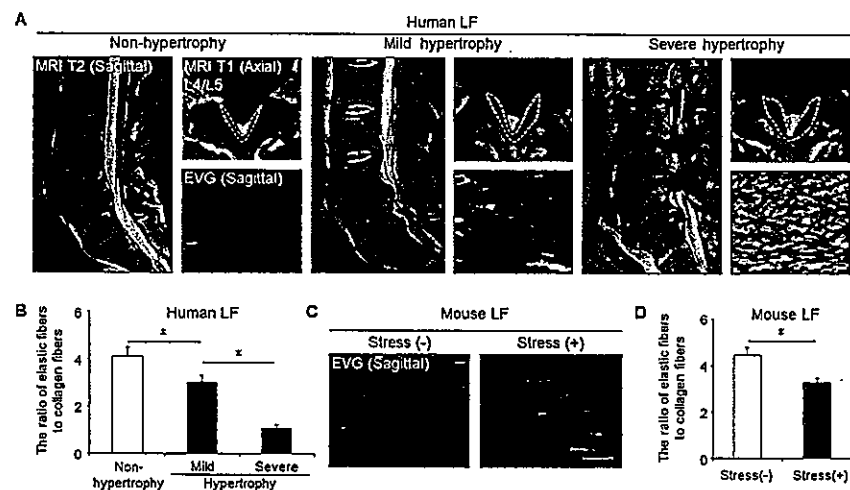 A
Human LF
Non-hypertrophy
Mild hypertrophy
Severe hypertrophy
MRI T2 (Sagittal)
MRI T1 (Axial)
L4/L5
EVG (Sagittal)
B
Human LF
The ratio of elastic fibers
to collagen fibers
6
4
2
0
*
*
Non-
hypertrophy
Mild
Severe
Hypertrophy
C
Mouse LF
Stress (-)
Stress (+)
EVG (Sagittal)
D
Mouse LF
The ratio of elastic fibers
to collagen fibers
6
4
2
0
*
Stress(-)
Stress(+)